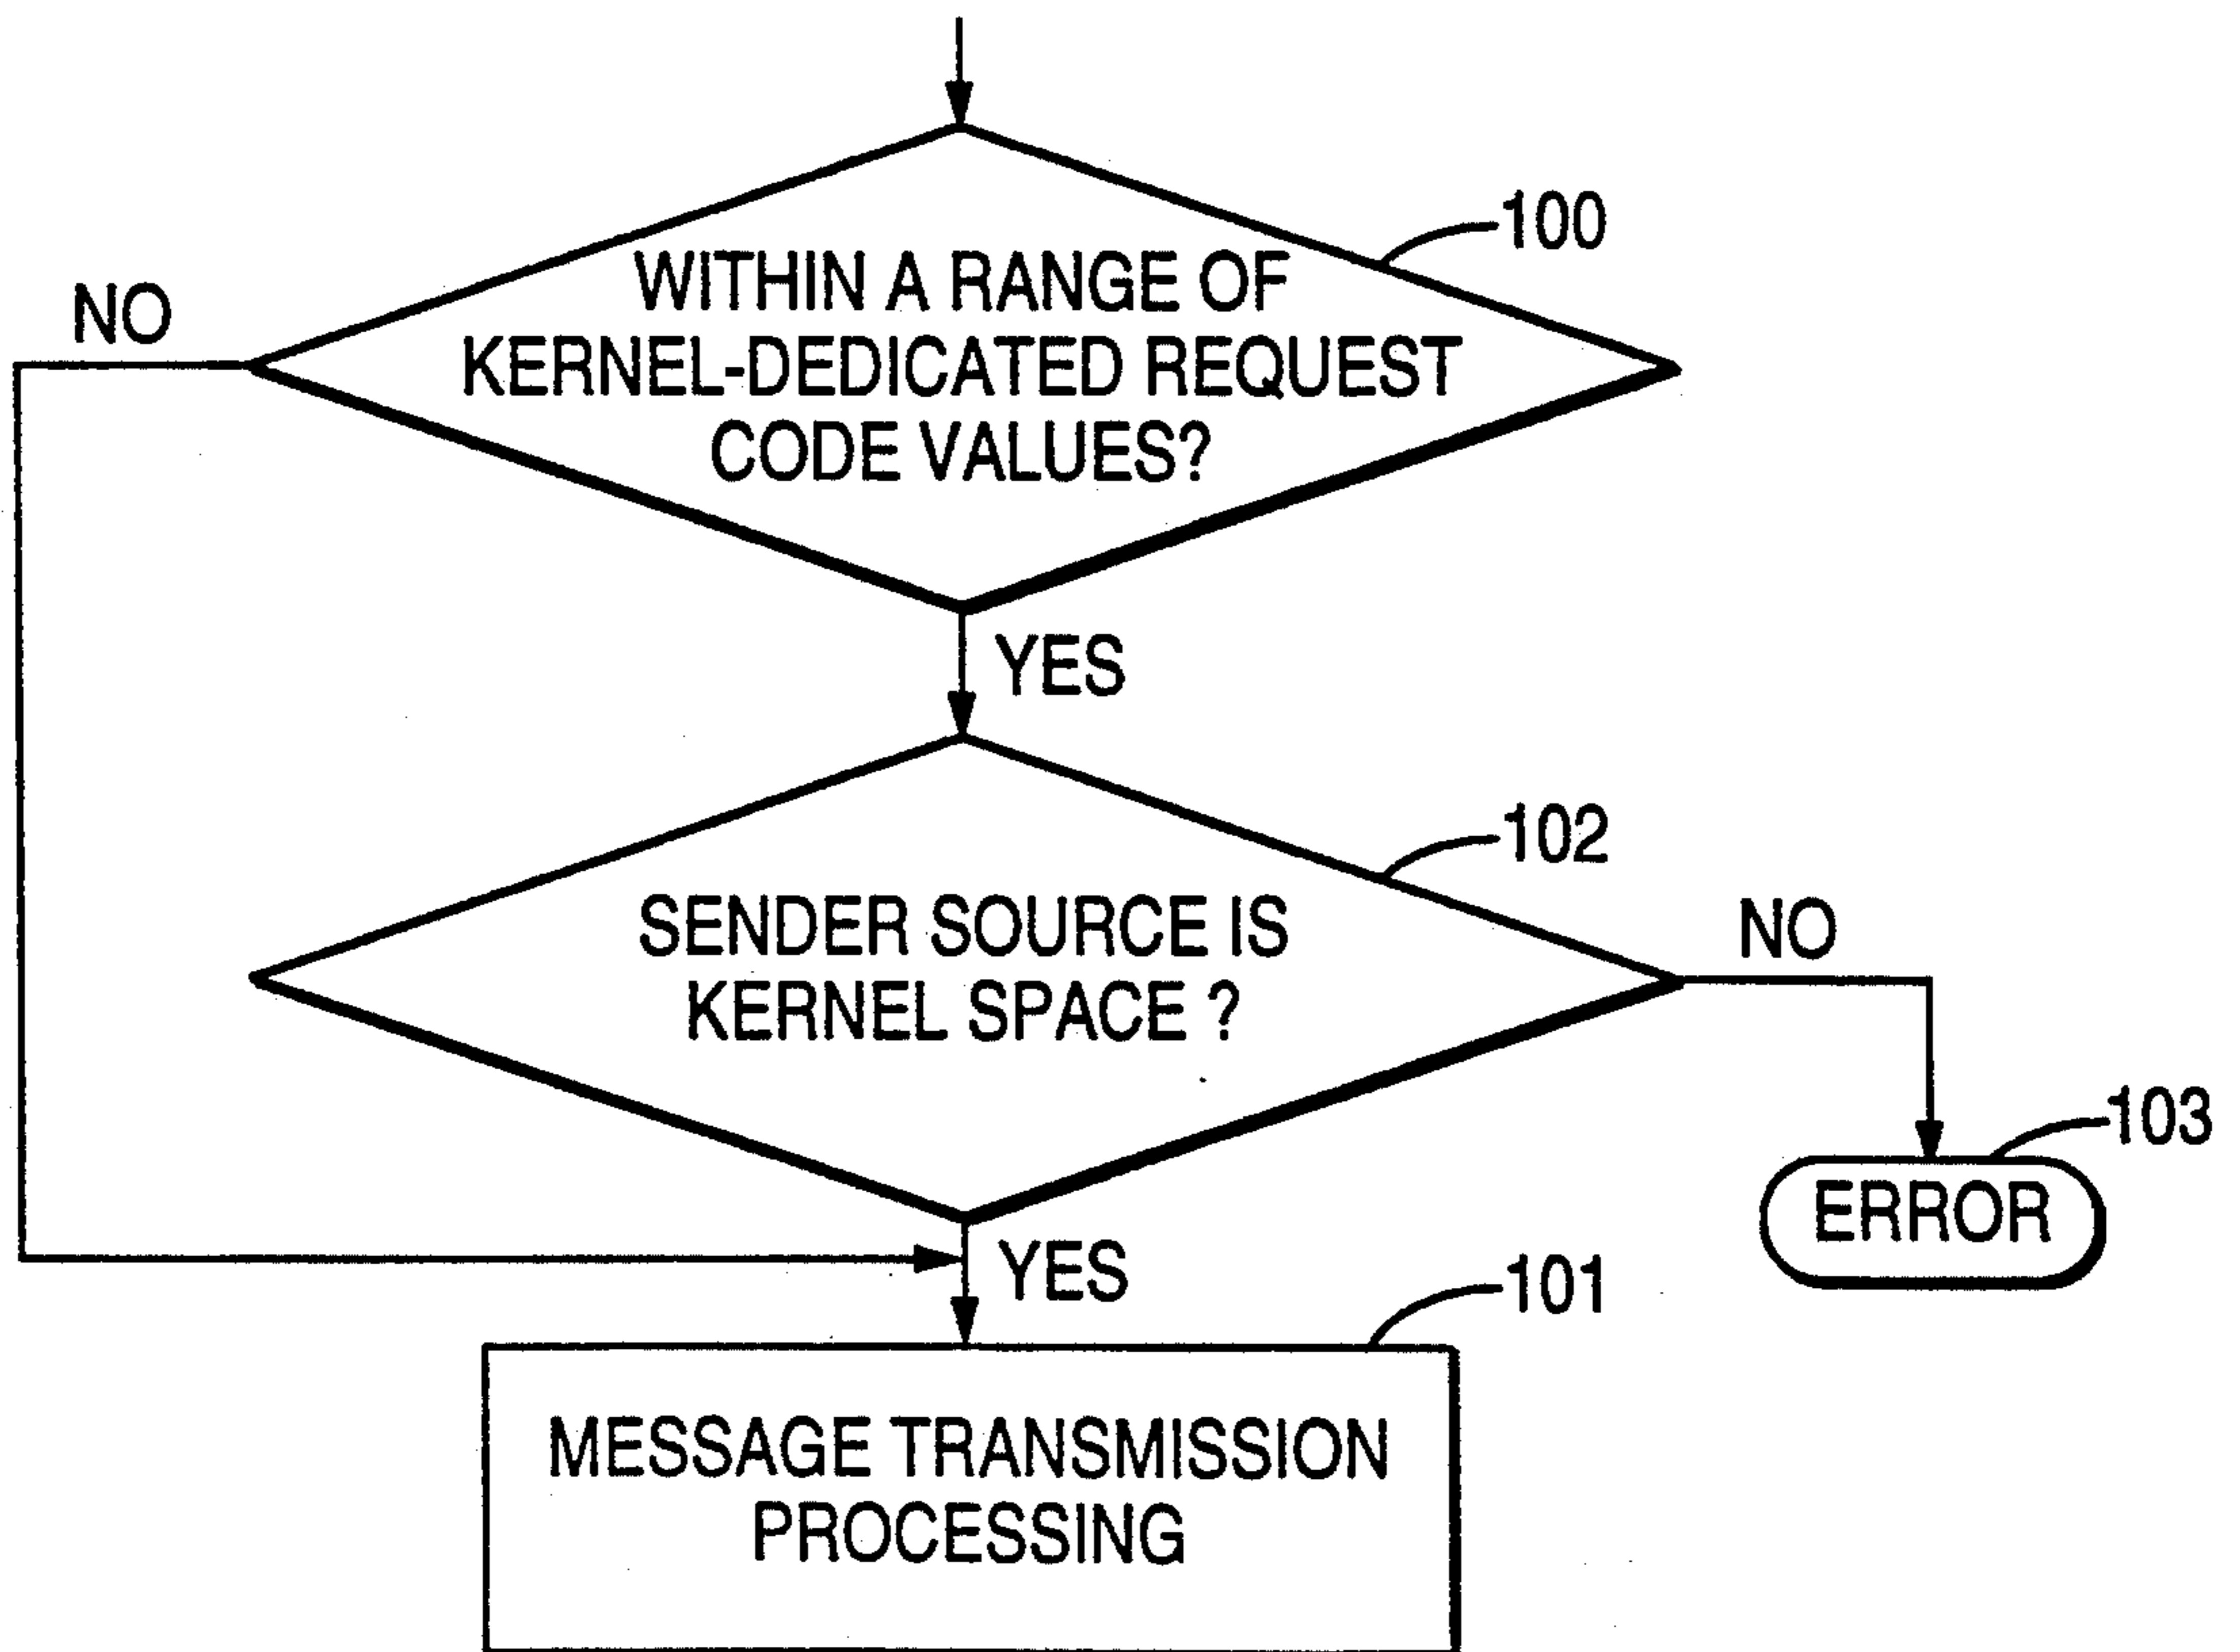 100
WITHIN A RANGE OF
KERNEL-DEDICATED REQUEST
CODE VALUES?
NO
YES
102
SENDER SOURCE IS
KERNEL SPACE ?
NO
103
ERROR
YES
101
MESSAGE TRANSMISSION
PROCESSING